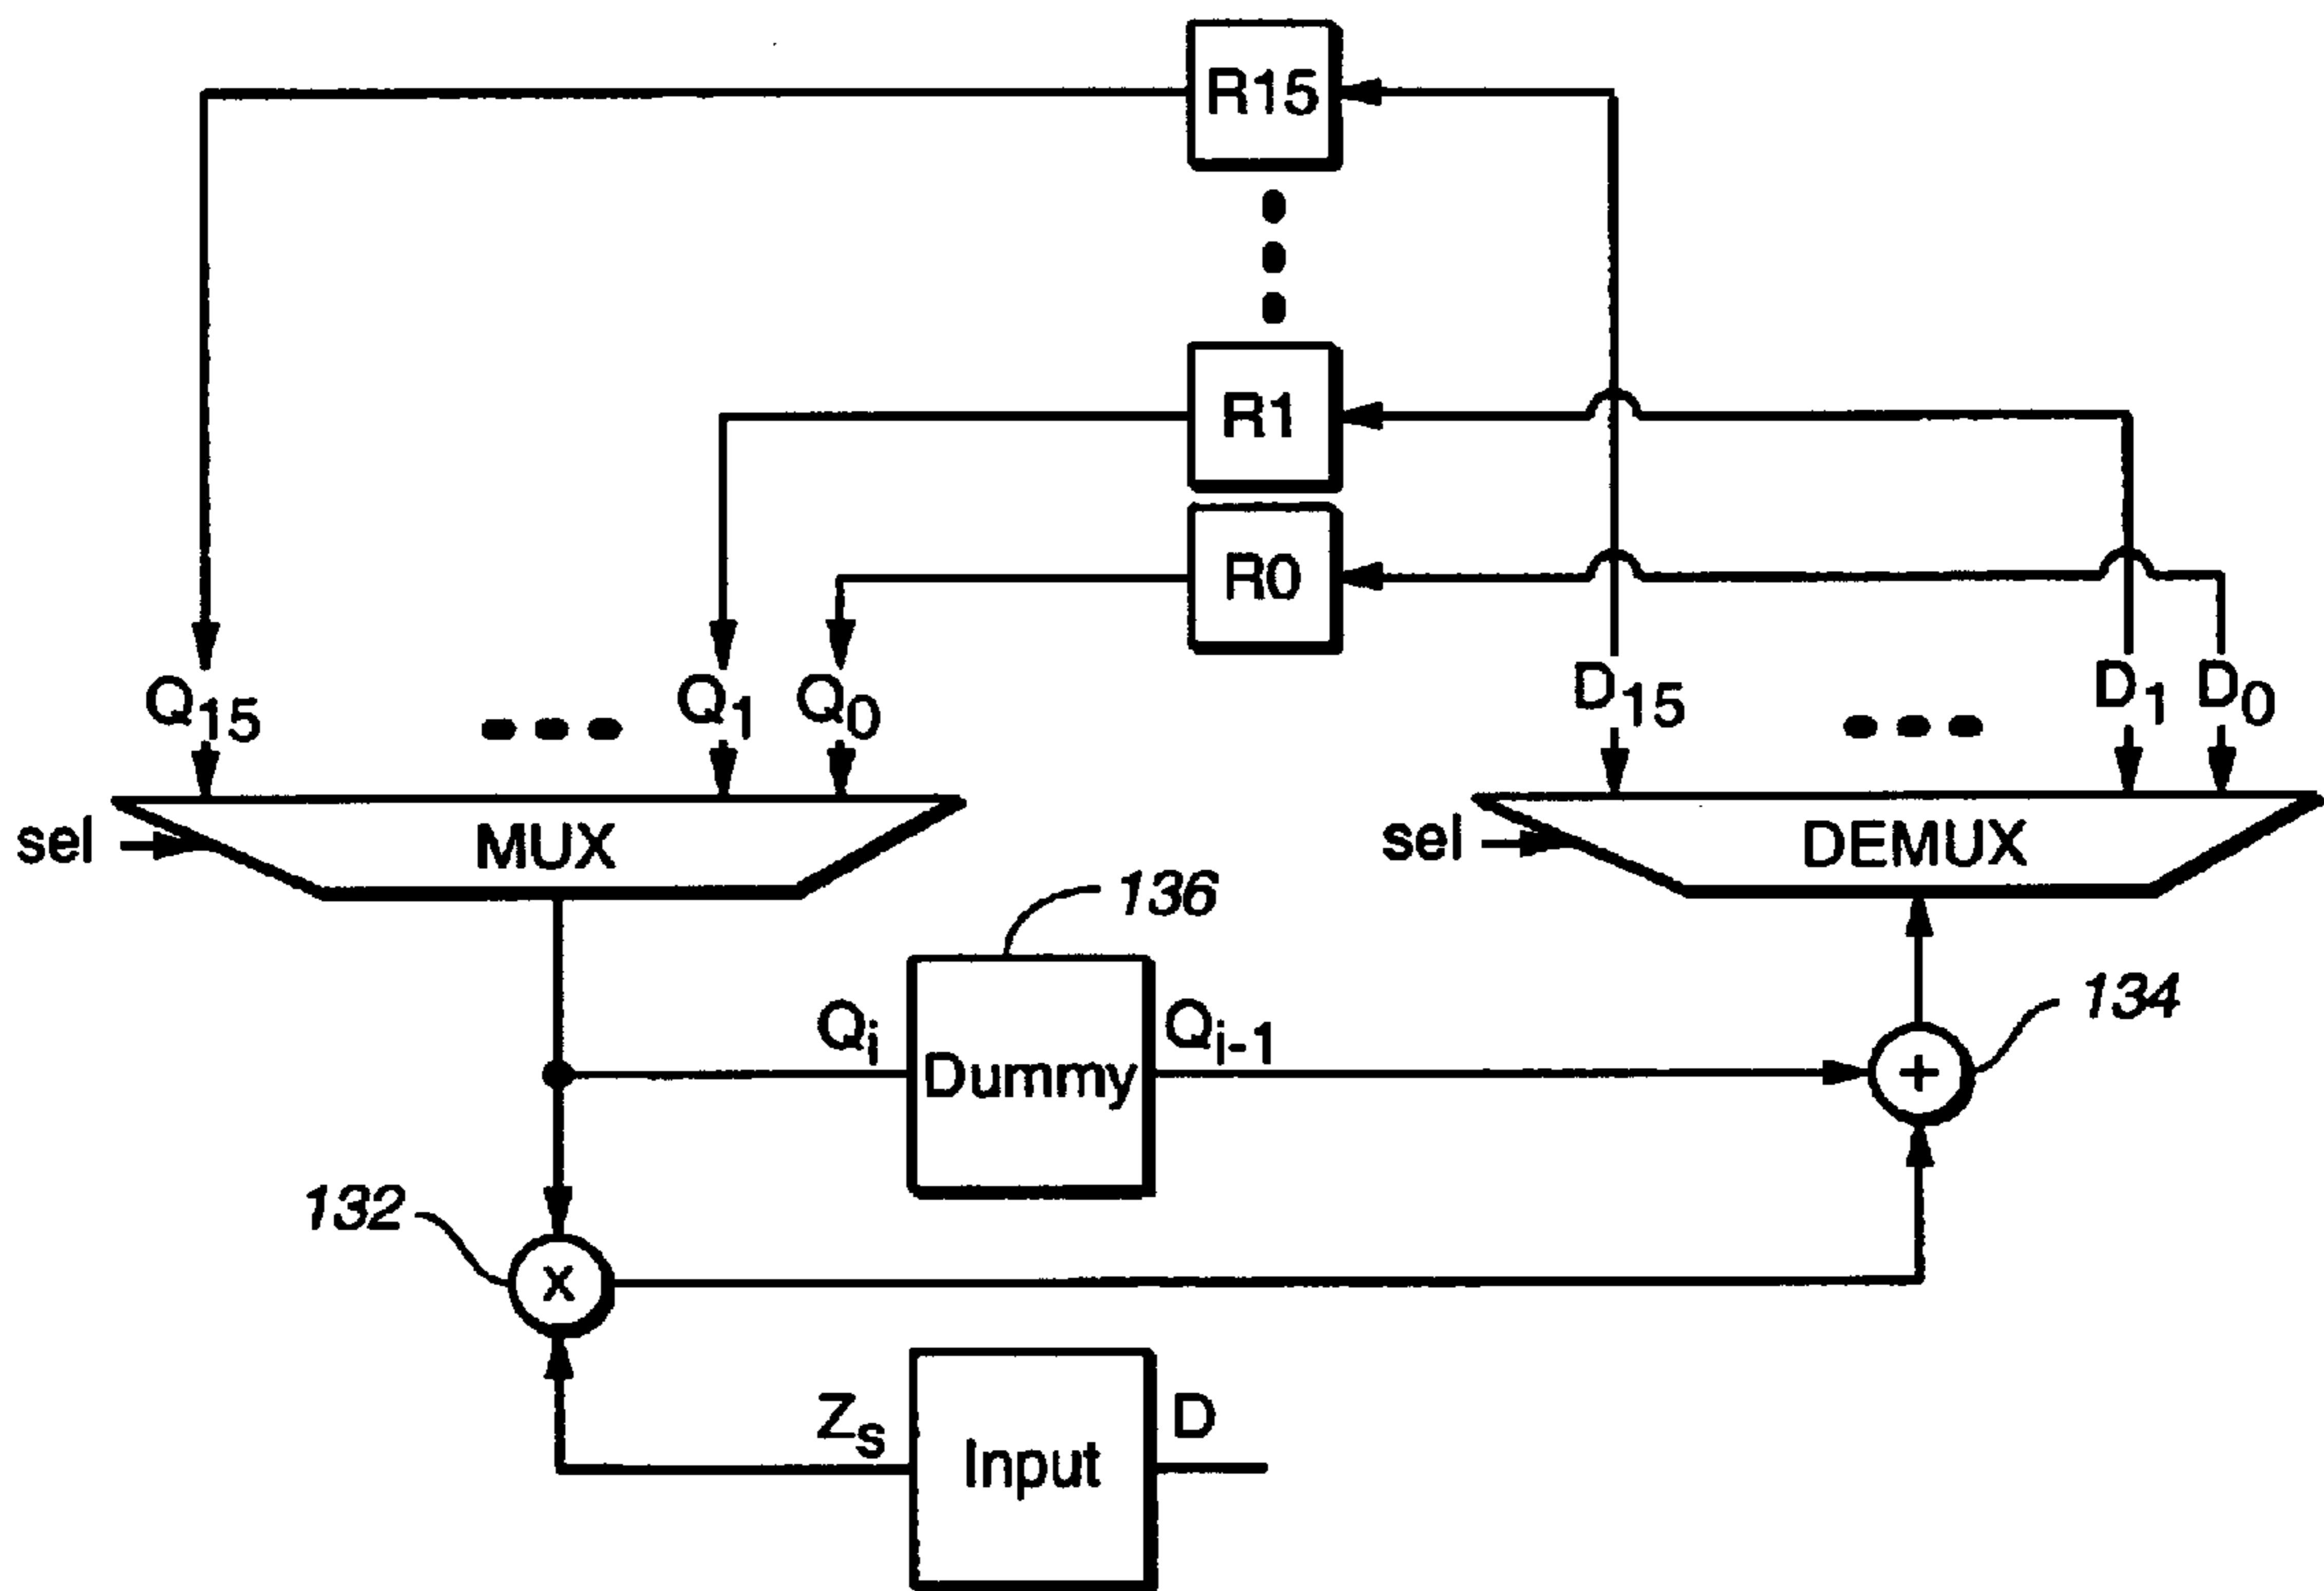 R15
R1
R0
Q15
Q1
Q0
D15
D1
D0
sel
MUX
sel
DEMUX
136
Qi
Dummy
Qi-1
134
+
132
x
Zs
Input
D